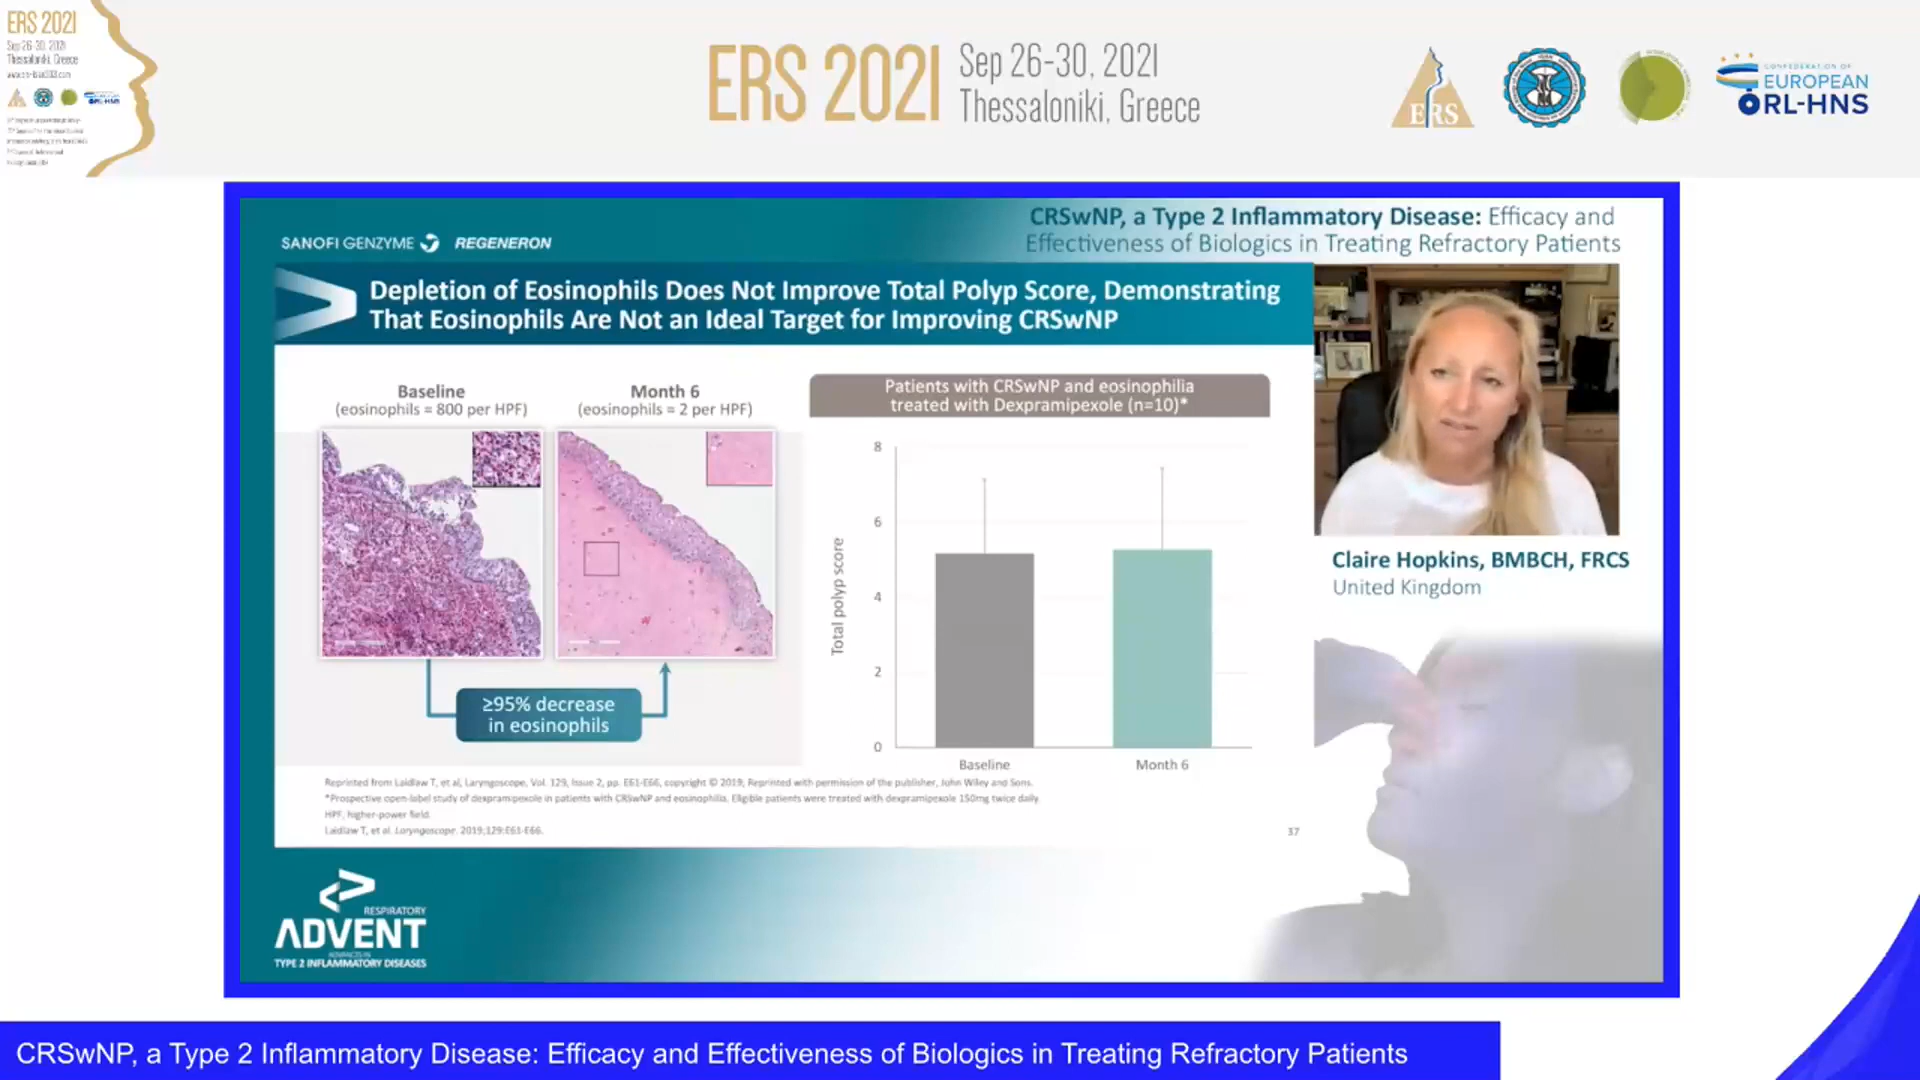 ERS 2021
Sep 26-30, 2021
Thessaloniki, Greece
ERS 2021
Sep 26-30, 2021
Thessaloniki, Greece
ERS
CONFEDERATION OF
EUROPEAN
ORL-HNS
SANOFI GENZYME REGENERON
CRSwNP, a Type 2 Inflammatory Disease: Efficacy and
Effectiveness of Biologics in Treating Refractory Patients
Depletion of Eosinophils Does Not Improve Total Polyp Score, Demonstrating
That Eosinophils Are Not an Ideal Target for Improving CRSwNP
Baseline
(eosinophils = 800 per HPF)
Month 6
(eosinophils = 2 per HPF)
≥95% decrease
in eosinophils
Patients with CRSwNP and eosinophilia
treated with Dexpramipexole (n=10)*
Total polyp score
8
6
4
2
0
Baseline
Month 6
Claire Hopkins, BMBCH, FRCS
United Kingdom
Reprinted from Laidlaw T, et al, Laryngoscope, Vol. 129, Issue 2, pp. E61-E66, copyright © 2019, Reprinted with permission of the publisher, John Wiley and Sons.
*Prospective open-label study of dexpramipexole in patients with CRSwNP and eosinophilia. Eligible patients were treated with dexpramipexole 150mg twice daily.
HPF, higher-power field.
Laidlaw T, et al. Laryngoscope. 2019;129:E61-E66.
37
RESPIRATORY
ADVENT
ADVANCES IN
TYPE 2 INFLAMMATORY DISEASES
CRSwNP, a Type 2 Inflammatory Disease: Efficacy and Effectiveness of Biologics in Treating Refractory Patients